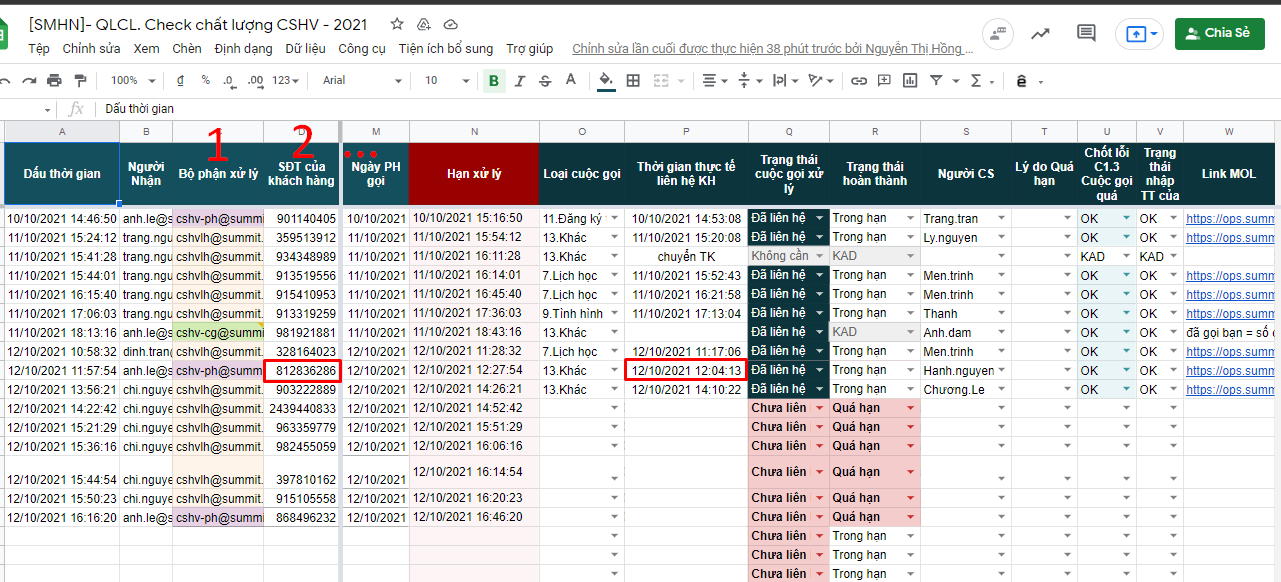 [SMHN]- QLCL. Check chất lượng CSHV - 2021
Tệp Chỉnh sửa Xem Chèn Định dạng Dữ liệu Công cụ Tiện ích bổ sung Trợ giúp Chỉnh sửa lần cuối được thực hiện 38 phút trước bởi Nguyễn Thị Hồng ...
Chia Sẻ
100% đ % .0 .00 123 Arial 10 B I S A
fx Dấu thời gian
A B D M N O P Q R S T U V W
1 2 ...
Dấu thời gian Người Nhận Bộ phận xử lý SĐT của khách hàng Ngày PH gọi Hạn xử lý Loại cuộc gọi Thời gian thực tế liên hệ KH Trạng thái cuộc gọi xử lý Trạng thái hoàn thành Người CS Lý do Quá hạn Chốt lỗi C1.3 Cuộc gọi quá Trạng thái nhập TT của Link MOL
10/10/2021 14:46:50 anh.le@s cshv-ph@summi 901140405 10/10/2021 10/10/2021 15:16:50 11.Đăng ký 10/10/2021 14:53:08 Đã liên hệ Trong hạn Trang.tran OK OK https://ops.summ
11/10/2021 15:24:12 trang.ngu cshvlh@summit. 359513912 11/10/2021 11/10/2021 15:54:12 13.Khác 11/10/2021 15:20:08 Đã liên hệ Trong hạn Ly.nguyen OK OK https://ops.summ
11/10/2021 15:41:28 trang.ngu cshvlh@summit. 934348989 11/10/2021 11/10/2021 16:11:28 13.Khác chuyển TK Không cần KAD KAD KAD
11/10/2021 15:44:01 trang.ngu cshvlh@summit. 913519556 11/10/2021 11/10/2021 16:14:01 7.Lịch học 11/10/2021 15:52:43 Đã liên hệ Trong hạn Men.trinh OK OK https://ops.summ
11/10/2021 16:15:40 trang.ngu cshvlh@summit. 915410953 11/10/2021 11/10/2021 16:45:40 7.Lịch học 11/10/2021 16:21:58 Đã liên hệ Trong hạn Men.trinh OK OK https://ops.summ
11/10/2021 17:06:03 trang.ngu cshvlh@summit. 913319259 11/10/2021 11/10/2021 17:36:03 9.Tình hình 11/10/2021 17:13:04 Đã liên hệ Trong hạn Thanh OK OK https://ops.summ
11/10/2021 18:13:16 anh.le@s cshv-cg@summi 981921881 11/10/2021 11/10/2021 18:43:16 13.Khác Đã liên hệ KAD Anh.dam OK OK đã gọi bạn = số
12/10/2021 10:58:32 dinh.tran@ cshvlh@summit. 328164023 12/10/2021 12/10/2021 11:28:32 7.Lịch học 12/10/2021 11:17:06 Đã liên hệ Trong hạn Men.trinh OK OK https://ops.summ
12/10/2021 11:57:54 anh.le@s cshv-ph@summ 812836286 12/10/2021 12/10/2021 12:27:54 13.Khác 12/10/2021 12:04:13 Đã liên hệ Trong hạn Hanh.nguyen OK OK https://ops.summ
12/10/2021 13:56:21 chi.nguye cshvlh@summit. 903222889 12/10/2021 12/10/2021 14:26:21 13.Khác 12/10/2021 14:10:22 Đã liên hệ Trong hạn Chương.Le OK OK https://ops.summ
12/10/2021 14:22:42 chi.nguye cshvlh@summit. 2439440833 12/10/2021 12/10/2021 14:52:42 Chưa liên Quá hạn
12/10/2021 15:21:29 chi.nguye cshvlh@summit. 963359779 12/10/2021 12/10/2021 15:51:29 Chưa liên Quá hạn
12/10/2021 15:36:16 chi.nguye cshvlh@summit. 982455059 12/10/2021 12/10/2021 16:06:16 Chưa liên Quá hạn
12/10/2021 15:44:54 chi.nguye cshvlh@summit. 397810162 12/10/2021 12/10/2021 16:14:54 Chưa liên Quá hạn
12/10/2021 15:50:23 chi.nguye cshvlh@summit. 915105558 12/10/2021 12/10/2021 16:20:23 Chưa liên Quá hạn
12/10/2021 16:16:20 anh.le@s cshv-ph@summi 868496232 12/10/2021 12/10/2021 16:46:20 Chưa liên Quá hạn
Chưa liên Trong hạn
Chưa liên Trong hạn
Chưa liên Trong hạn